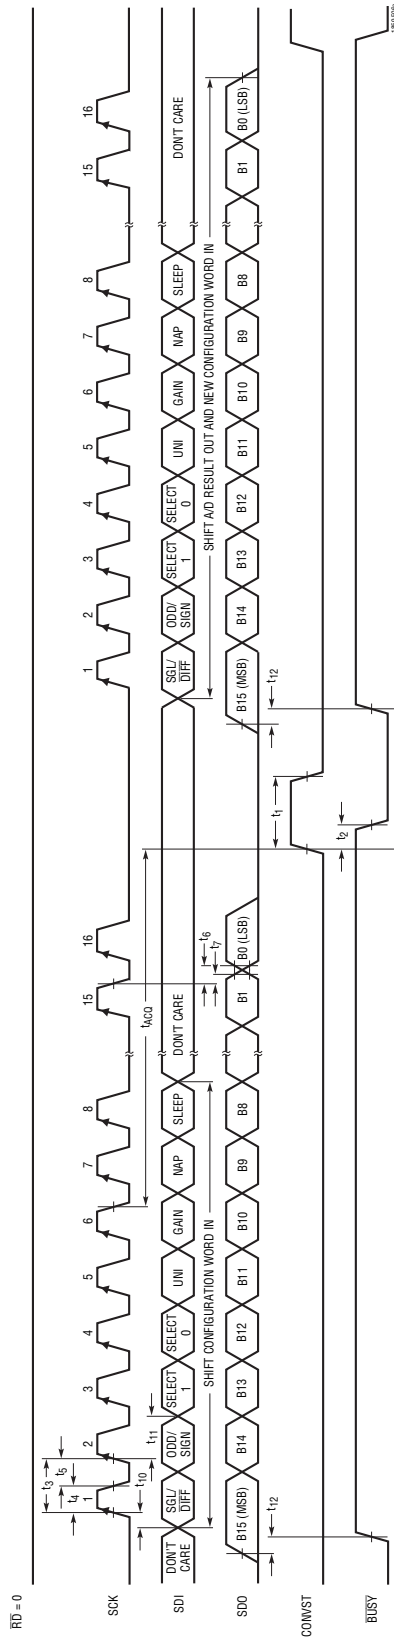 RD = 0
SCK
1 2 3 4 5 6 7 8 15 16 1 2 3 4 5 6 7 8 15 16
t3
t4
t5
t10
t11
tACQ
SDI
DON'T CARE
SGL/DIFF
ODD/SIGN
SELECT 1
SELECT 0
UNI
GAIN
NAP
SLEEP
DON'T CARE
SGL/DIFF
ODD/SIGN
SELECT 1
SELECT 0
UNI
GAIN
NAP
SLEEP
DON'T CARE
SHIFT CONFIGURATION WORD IN
SHIFT A/D RESULT OUT AND NEW CONFIGURATION WORD IN
t6
t7
SDO
B15 (MSB)
B14
B13
B12
B11
B10
B9
B8
B1
B0 (LSB)
B15 (MSB)
B14
B13
B12
B11
B10
B9
B8
B1
B0 (LSB)
t12
t12
CONVST
t1
t2
BUSY